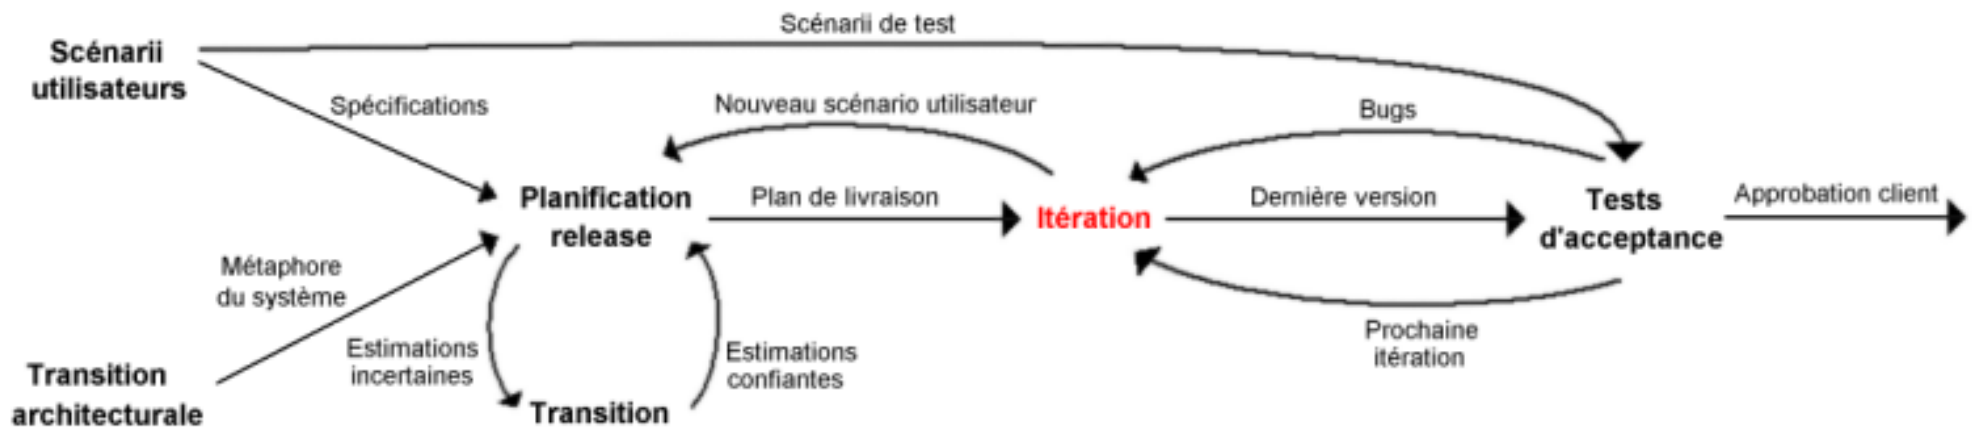 Scénarii de test
Scénarii
utilisateurs
Spécifications
Nouveau scénario utilisateur
Bugs
Planification
release
Plan de livraison
Itération
Dernière version
Tests
d'acceptance
Approbation client
Métaphore
du système
Estimations
incertaines
Estimations
confiantes
Prochaine
itération
Transition
architecturale
Transition